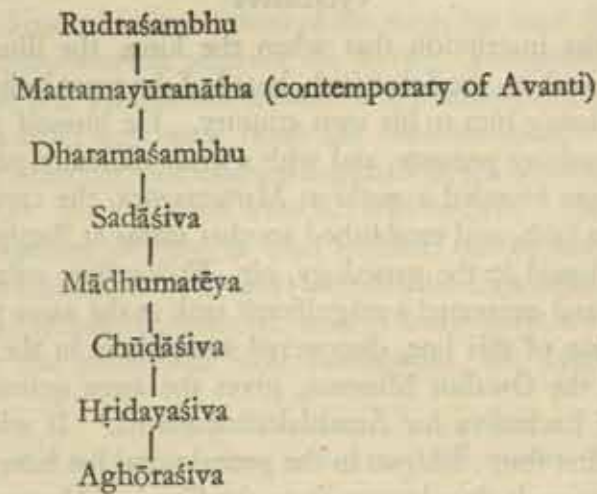 Rudraśambhu
Mattamayūranātha (contemporary of Avanti)
Dharamaśambhu
Sadāśiva
Mādhumatēya
Chūḍāśiva
Hṛidayaśiva
Aghōraśiva